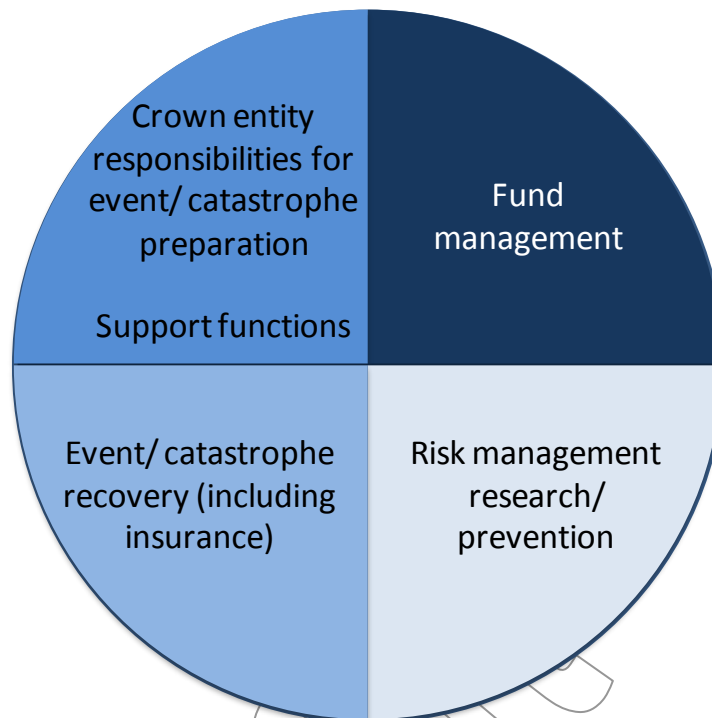 Crown entity
responsibilities for
event/ catastrophe
preparation
Support functions
Fund
management
Event/ catastrophe
recovery (including
insurance)
Risk management
research/
prevention